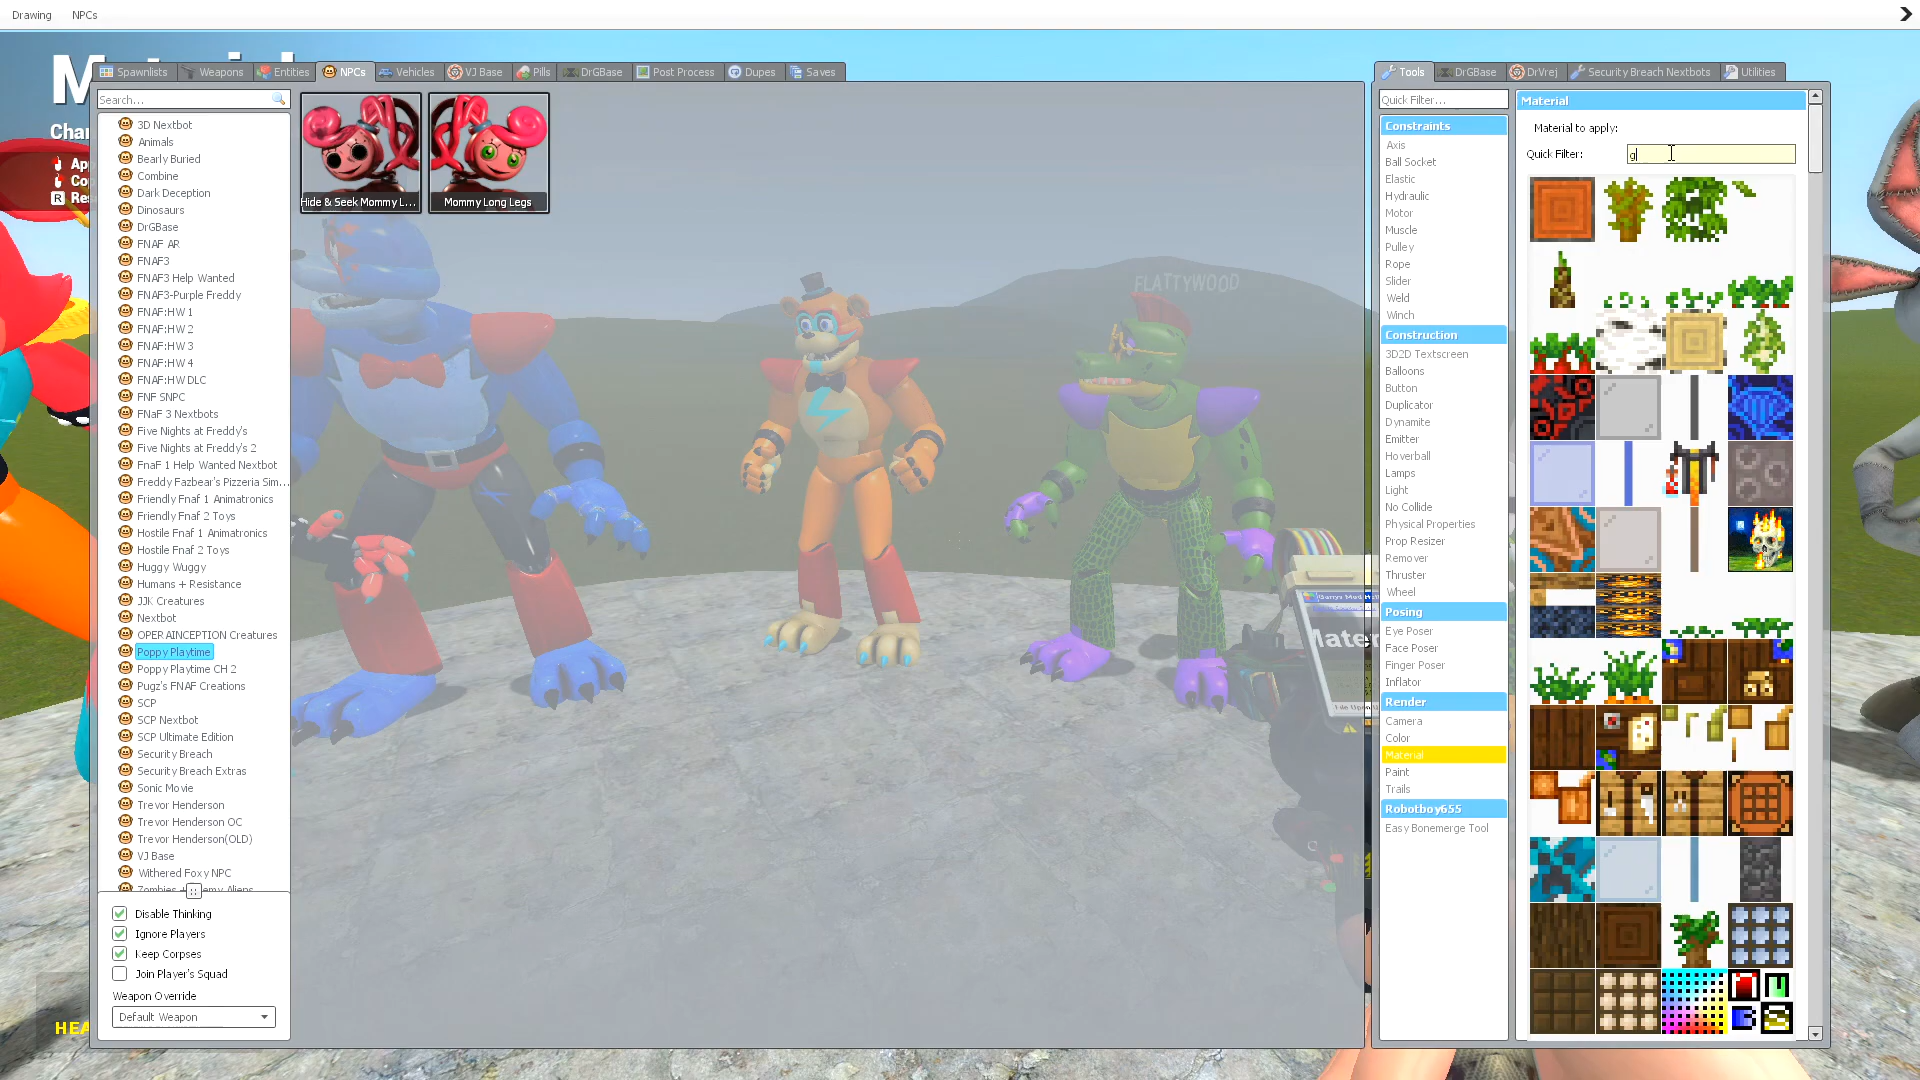 Drawing NPCs
Spawnlists Weapons Entities NPCs Vehicles VJ Base Pills DrGBase Post Process Dupes Saves
Search...
3D Nextbot
Animals
Bearly Buried
Combine
Dark Deception
Dinosaurs
DrGBase
FNAF AR
FNAF3
FNAF3 Help Wanted
FNAF3-Purple Freddy
FNAF:HW 1
FNAF:HW 2
FNAF:HW 3
FNAF:HW 4
FNAF:HW DLC
FNF SNPC
FNaF 3 Nextbots
Five Nights at Freddy's
Five Nights at Freddy's 2
FnaF 1 Help Wanted Nextbot
Freddy Fazbear's Pizzeria Sim...
Friendly Fnaf 1 Animatronics
Friendly Fnaf 2 Toys
Hostile Fnaf 1 Animatronics
Hostile Fnaf 2 Toys
Huggy Wuggy
Humans + Resistance
JJK Creatures
Nextbot
OPERAINCEPTION Creatures
Poppy Playtime
Poppy Playtime CH 2
Pugz's FNAF Creations
SCP
SCP Nextbot
SCP Ultimate Edition
Security Breach
Security Breach Extras
Sonic Movie
Trevor Henderson
Trevor Henderson OC
Trevor Henderson(OLD)
VJ Base
Withered Foxy NPC
Disable Thinking
Ignore Players
Keep Corpses
Join Player's Squad
Weapon Override
Default Weapon
Hide & Seek Mommy L...
Mommy Long Legs
FLATTYWOOD
Tools DrGBase DrVrej Security Breach Nextbots Utilities
Quick Filter...
Constraints
Axis
Ball Socket
Elastic
Hydraulic
Motor
Muscle
Pulley
Rope
Slider
Weld
Winch
Construction
3D2D Textscreen
Balloons
Button
Duplicator
Dynamite
Emitter
Hoverball
Lamps
Light
No Collide
Physical Properties
Prop Resizer
Remover
Thruster
Wheel
Posing
Eye Poser
Face Poser
Finger Poser
Inflator
Render
Camera
Color
Material
Paint
Trails
Robotboy655
Easy Bonemerge Tool
Material
Material to apply:
Quick Filter: g
R